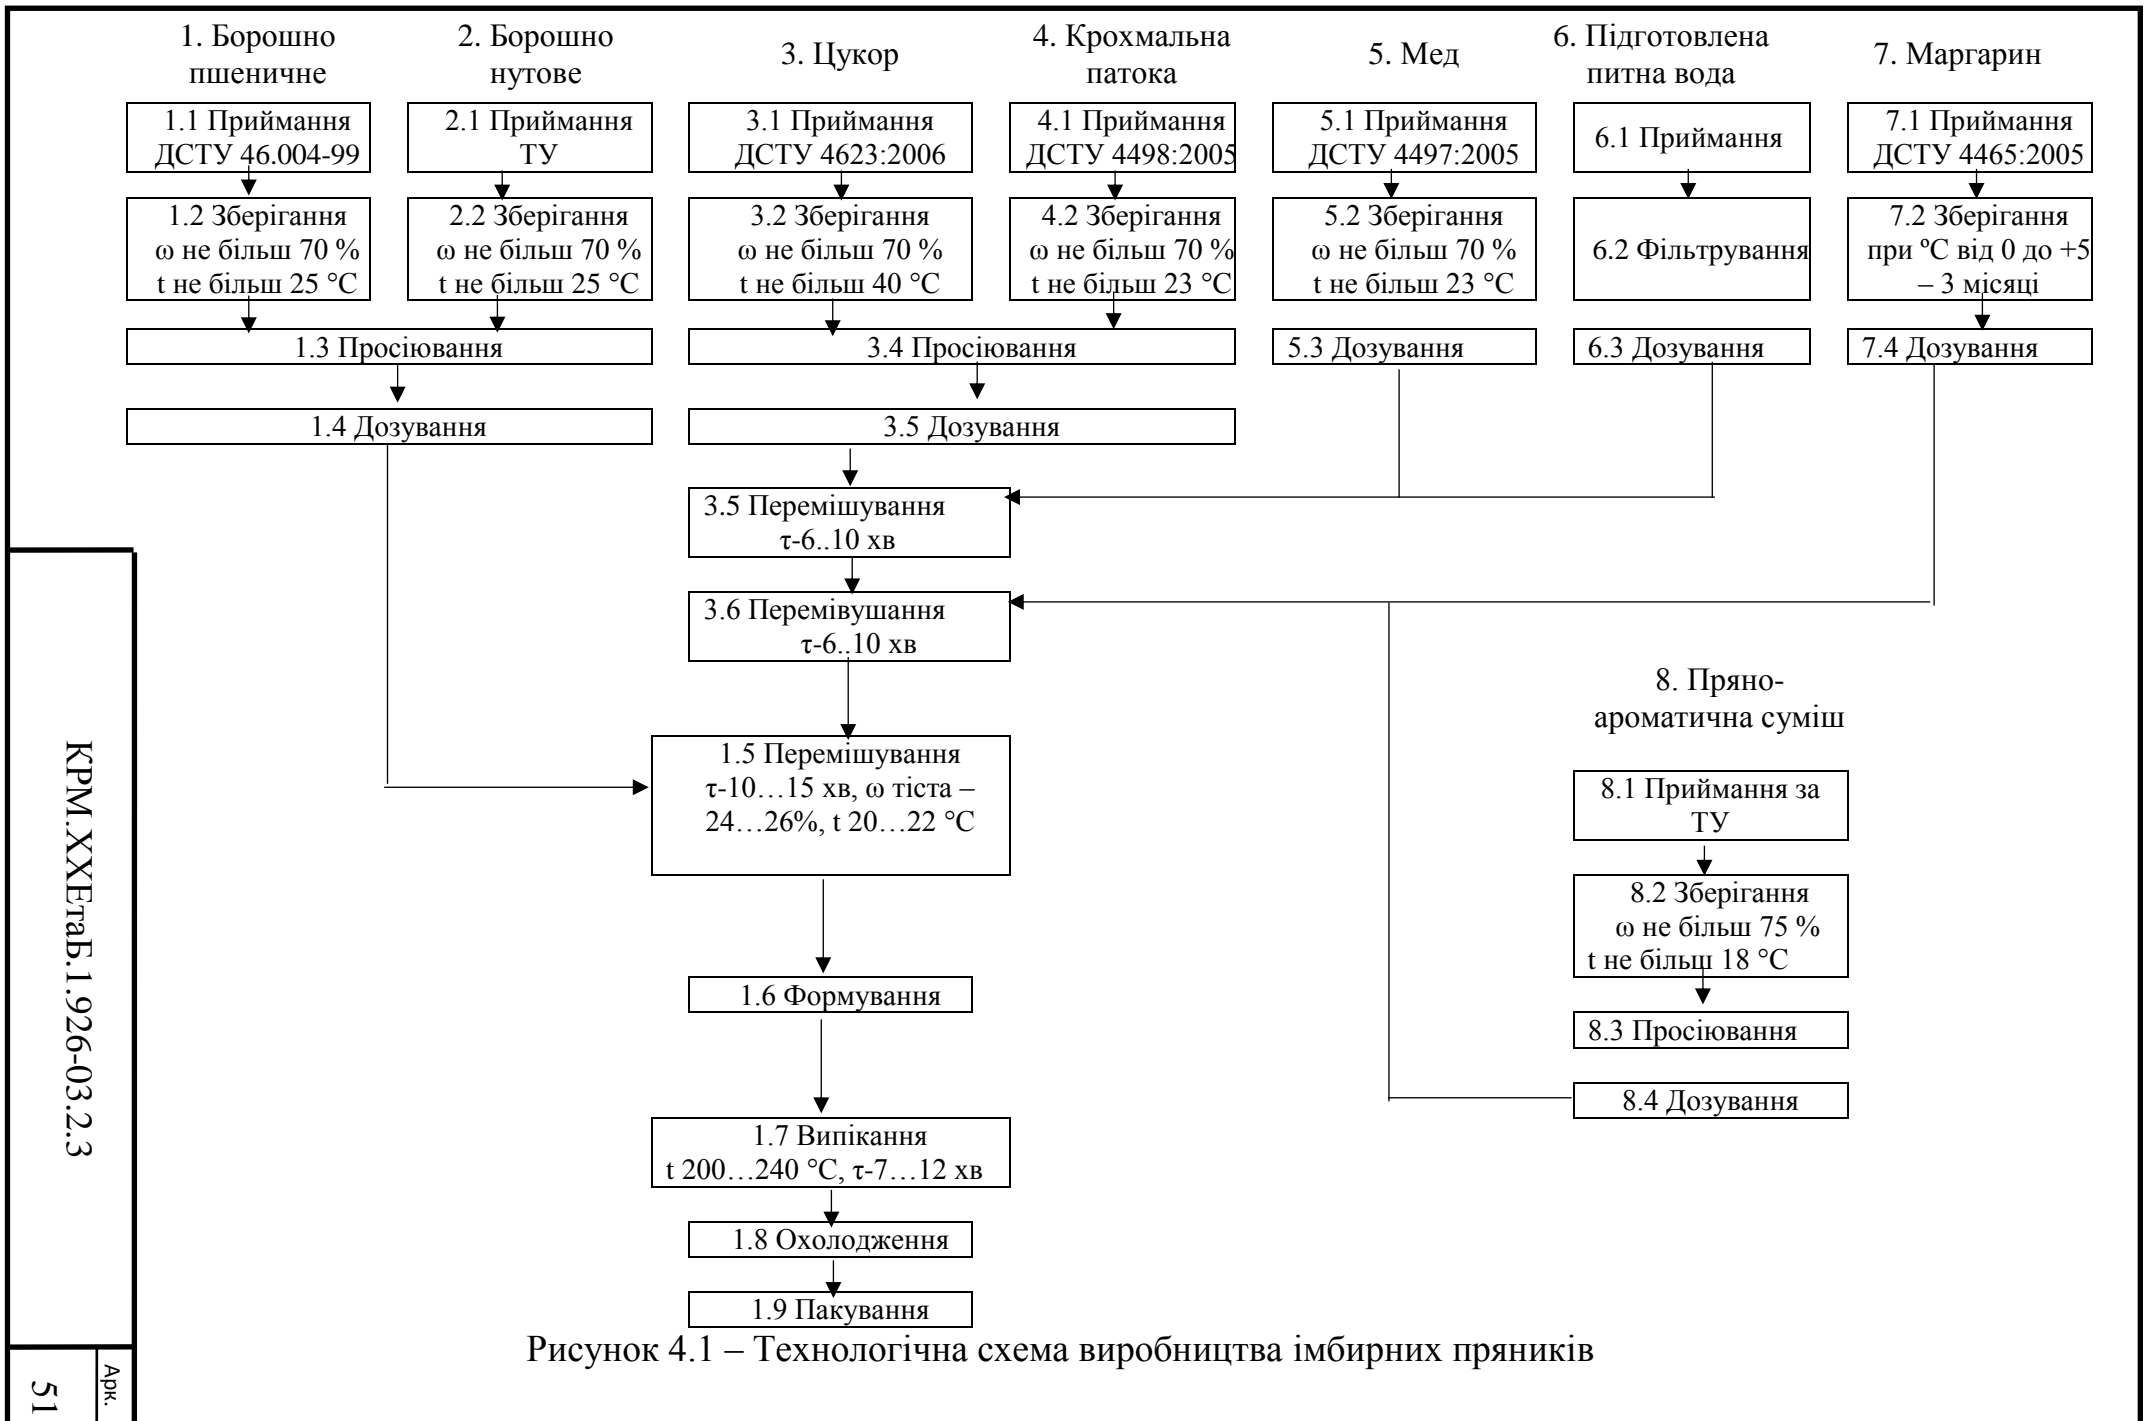 1. Борошно
пшеничне
2. Борошно
нутове
3. Цукор
4. Крохмальна
патока
5. Мед
6. Підготовлена
питна вода
7. Маргарин
1.1 Приймання
ДСТУ 46.004-99
2.1 Приймання
ТУ
3.1 Приймання
ДСТУ 4623:2006
4.1 Приймання
ДСТУ 4498:2005
5.1 Приймання
ДСТУ 4497:2005
6.1 Приймання
7.1 Приймання
ДСТУ 4465:2005
1.2 Зберігання
ω не більш 70 %
t не більш 25 °С
2.2 Зберігання
ω не більш 70 %
t не більш 25 °С
3.2 Зберігання
ω не більш 70 %
t не більш 40 °С
4.2 Зберігання
ω не більш 70 %
t не більш 23 °С
5.2 Зберігання
ω не більш 70 %
t не більш 23 °С
6.2 Фільтрування
7.2 Зберігання
при ºС від 0 до +5
– 3 місяці
1.3 Просіювання
3.4 Просіювання
5.3 Дозування
6.3 Дозування
7.4 Дозування
1.4 Дозування
3.5 Дозування
3.5 Перемішування
τ-6..10 хв
3.6 Перемівушання
τ-6..10 хв
8. Пряно-
ароматична суміш
1.5 Перемішування
τ-10…15 хв, ω тіста –
24…26%, t 20…22 °С
8.1 Приймання за
ТУ
8.2 Зберігання
ω не більш 75 %
t не більш 18 °С
1.6 Формування
8.3 Просіювання
8.4 Дозування
1.7 Випікання
t 200…240 °С, τ-7…12 хв
1.8 Охолодження
1.9 Пакування
Рисунок 4.1 – Технологічна схема виробництва імбирних пряників
КРМ.ХХЕтаБ.1.926-03.2.3
Арк.
51